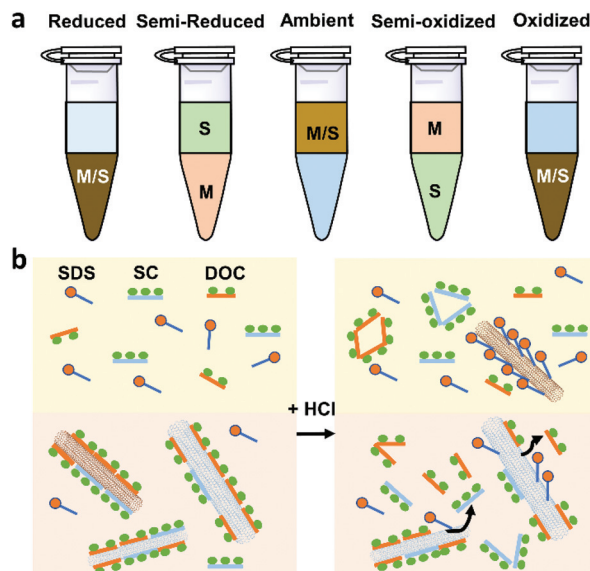 a
Reduced Semi-Reduced Ambient Semi-oxidized Oxidized
S M/S M
M/S M S M/S
b
SDS SC DOC
+ HCl